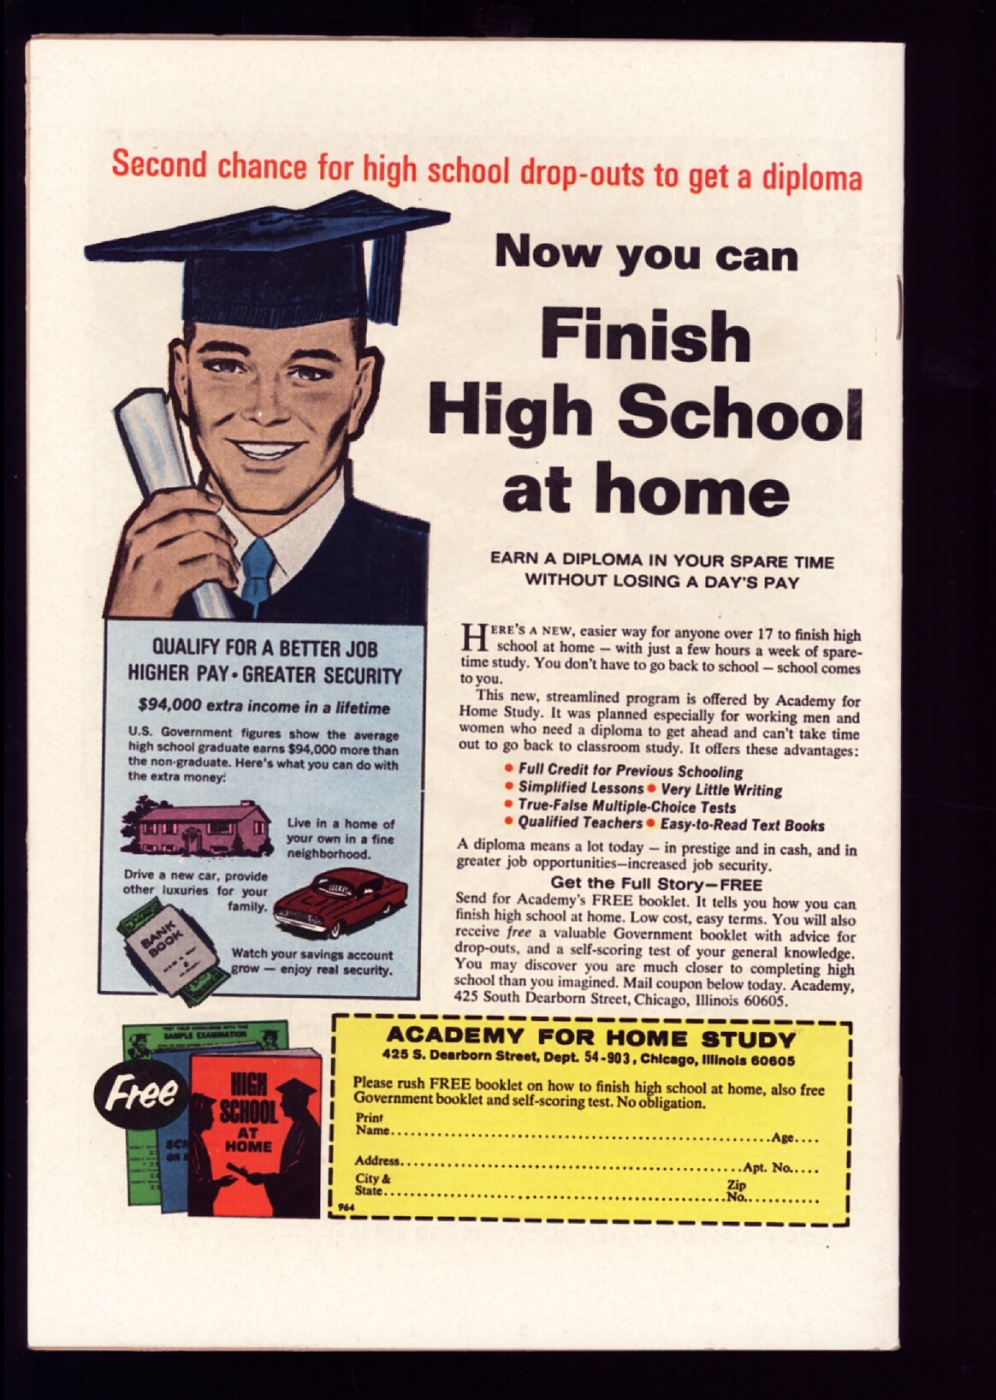 Second chance for high school drop-outs to get a diploma
Now you can
Finish
High School
at home
EARN A DIPLOMA IN YOUR SPARE TIME
WITHOUT LOSING A DAY'S PAY
HERE'S A NEW, easier way for anyone over 17 to finish high
school at home — with just a few hours a week of spare-
time study. You don't have to go back to school — school comes
to you.
This new, streamlined program is offered by Academy for
Home Study. It was planned especially for working men and
women who need a diploma to get ahead and can't take time
out to go back to classroom study. It offers these advantages:
• Full Credit for Previous Schooling
• Simplified Lessons • Very Little Writing
• True-False Multiple-Choice Tests
• Qualified Teachers • Easy-to-Read Text Books
A diploma means a lot today — in prestige and in cash, and in
greater job opportunities—increased job security.
Get the Full Story—FREE
Send for Academy's FREE booklet. It tells you how you can
finish high school at home. Low cost, easy terms. You will also
receive free a valuable Government booklet with advice for
drop-outs, and a self-scoring test of your general knowledge.
You may discover you are much closer to completing high
school than you imagined. Mail coupon below today. Academy,
425 South Dearborn Street, Chicago, Illinois 60605.
QUALIFY FOR A BETTER JOB
HIGHER PAY • GREATER SECURITY
$94,000 extra income in a lifetime
U.S. Government figures show the average
high school graduate earns $94,000 more than
the non-graduate. Here's what you can do with
the extra money:
Live in a home of
your own in a fine
neighborhood.
Drive a new car, provide
other luxuries for your
family.
BANK
BOOK
Watch your savings account
grow — enjoy real security.
TEST YOUR KNOWLEDGE WITH THIS
SAMPLE EXAMINATION
Free
HIGH
SCHOOL
AT
HOME
ACADEMY FOR HOME STUDY
425 S. Dearborn Street, Dept. 54-903, Chicago, Illinois 60605
Please rush FREE booklet on how to finish high school at home, also free
Government booklet and self-scoring test. No obligation.
Print
Name..........Age....
Address..........Apt. No.....
City & Zip
State..........No..........
964